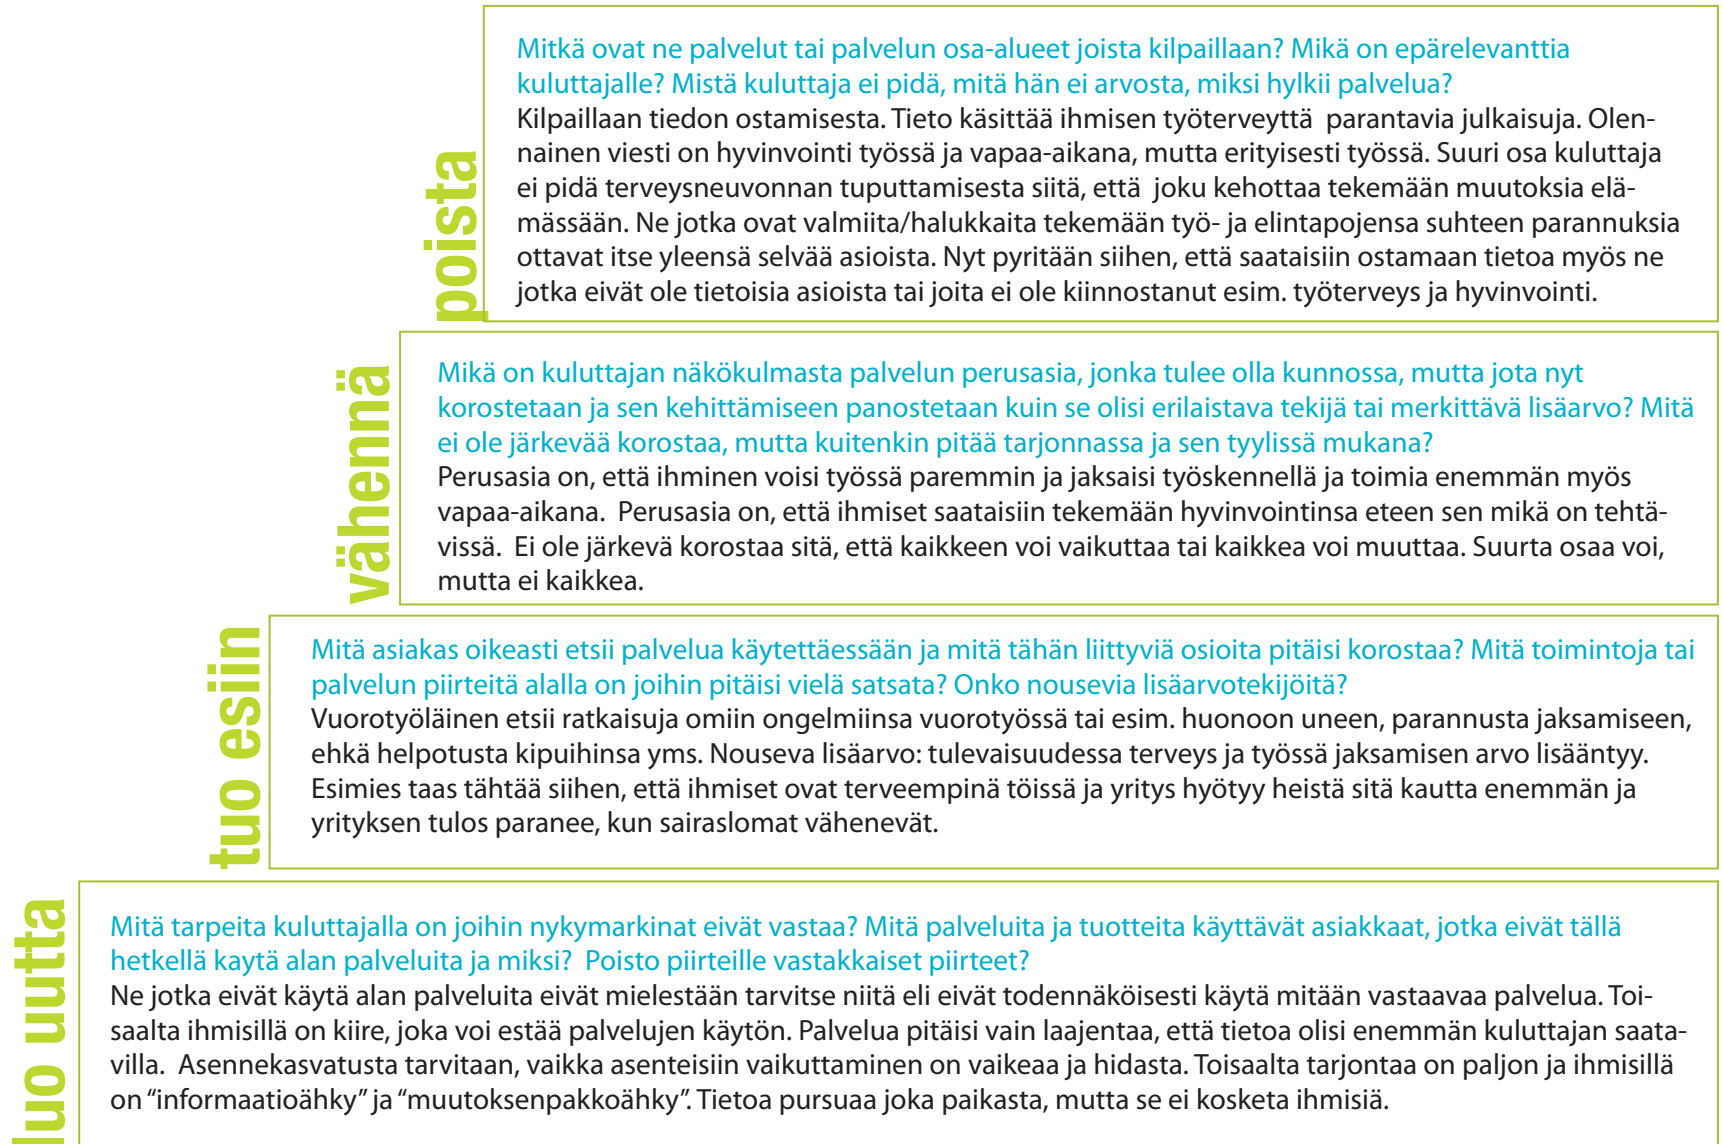 poista
Mitkä ovat ne palvelut tai palvelun osa-alueet joista kilpaillaan? Mikä on epärelevanttia
kuluttajalle? Mistä kuluttaja ei pidä, mitä hän ei arvosta, miksi hylkii palvelua?
Kilpaillaan tiedon ostamisesta. Tieto käsittää ihmisen työterveyttä parantavia julkaisuja. Olen-
nainen viesti on hyvinvointi työssä ja vapaa-aikana, mutta erityisesti työssä. Suuri osa kuluttaja
ei pidä terveysneuvonnan tuputtamisesta siitä, että joku kehottaa tekemään muutoksia elä-
mässään. Ne jotka ovat valmiita/halukkaita tekemään työ- ja elintapojensa suhteen parannuksia
ottavat itse yleensä selvää asioista. Nyt pyritään siihen, että saataisiin ostamaan tietoa myös ne
jotka eivät ole tietoisia asioista tai joita ei ole kiinnostanut esim. työterveys ja hyvinvointi.
vähennä
Mikä on kuluttajan näkökulmasta palvelun perusasia, jonka tulee olla kunnossa, mutta jota nyt
korostetaan ja sen kehittämiseen panostetaan kuin se olisi erilaistava tekijä tai merkittävä lisäarvo? Mitä
ei ole järkevää korostaa, mutta kuitenkin pitää tarjonnassa ja sen tyylissä mukana?
Perusasia on, että ihminen voisi työssä paremmin ja jaksaisi työskennellä ja toimia enemmän myös
vapaa-aikana. Perusasia on, että ihmiset saataisiin tekemään hyvinvointinsa eteen sen mikä on tehtä-
vissä. Ei ole järkevä korostaa sitä, että kaikkeen voi vaikuttaa tai kaikkea voi muuttaa. Suurta osaa voi,
mutta ei kaikkea.
tuo esiin
Mitä asiakas oikeasti etsii palvelua käytettäessään ja mitä tähän liittyviä osioita pitäisi korostaa? Mitä toimintoja tai
palvelun piirteitä alalla on joihin pitäisi vielä satsata? Onko nousevia lisäarvotekijöitä?
Vuorotyöläinen etsii ratkaisuja omiin ongelmiinsa vuorotyössä tai esim. huonoon uneen, parannusta jaksamiseen,
ehkä helpotusta kipuihinsa yms. Nouseva lisäarvo: tulevaisuudessa terveys ja työssä jaksamisen arvo lisääntyy.
Esimies taas tähtää siihen, että ihmiset ovat terveempinä töissä ja yritys hyötyy heistä sitä kautta enemmän ja
yrityksen tulos paranee, kun sairaslomat vähenevät.
luo uutta
Mitä tarpeita kuluttajalla on joihin nykymarkinat eivät vastaa? Mitä palveluita ja tuotteita käyttävät asiakkaat, jotka eivät tällä
hetkellä kaytä alan palveluita ja miksi? Poisto piirteille vastakkaiset piirteet?
Ne jotka eivät käytä alan palveluita eivät mielestään tarvitse niitä eli eivät todennäköisesti käytä mitään vastaavaa palvelua. Toi-
saalta ihmisillä on kiire, joka voi estää palvelujen käytön. Palvelua pitäisi vain laajentaa, että tietoa olisi enemmän kuluttajan saata-
villa. Asennekasvatusta tarvitaan, vaikka asenteisiin vaikuttaminen on vaikeaa ja hidasta. Toisaalta tarjontaa on paljon ja ihmisillä
on “informaatioähky” ja “muutoksenpakkoähky”. Tietoa pursuaa joka paikasta, mutta se ei kosketa ihmisiä.